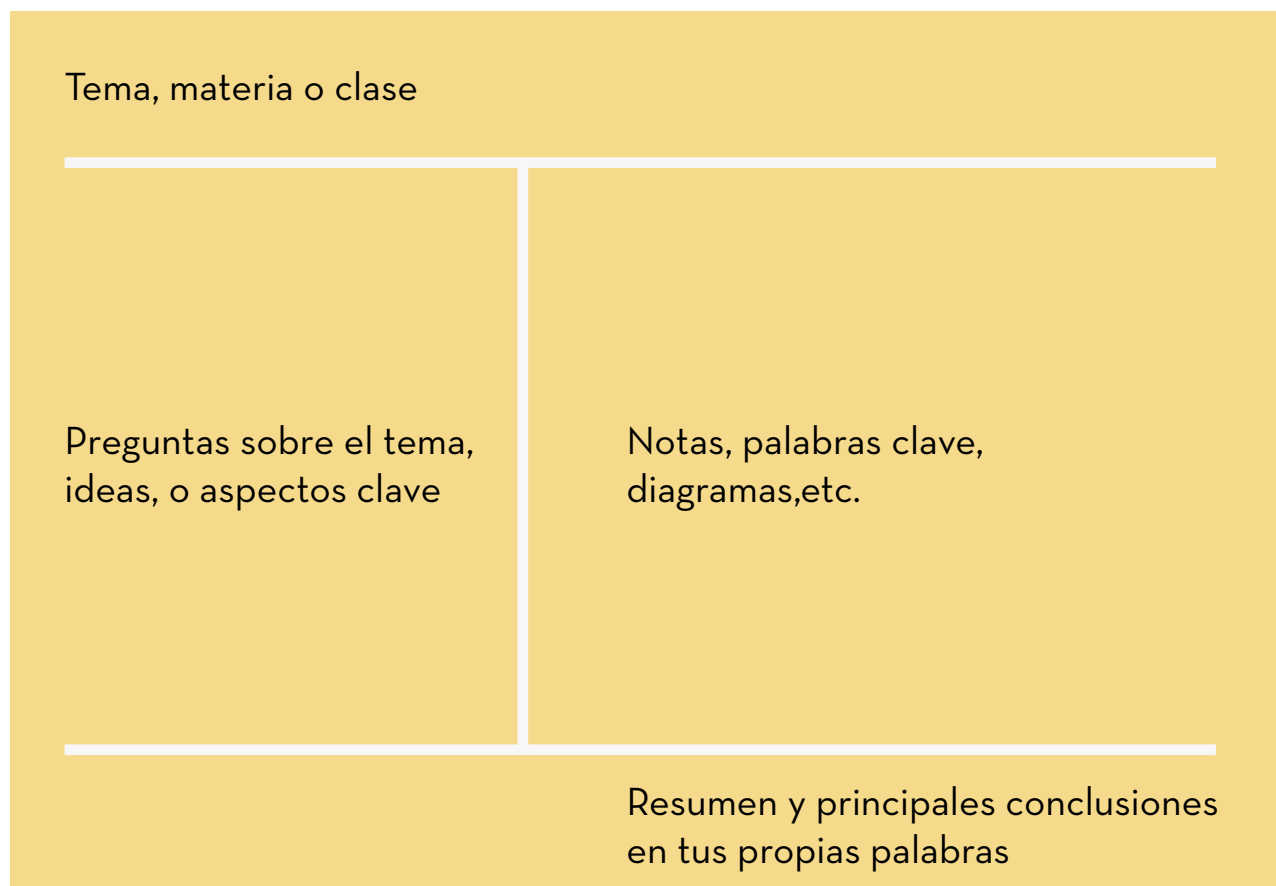 Tema, materia o clase
Preguntas sobre el tema,
ideas, o aspectos clave
Notas, palabras clave,
diagramas,etc.
Resumen y principales conclusiones
en tus propias palabras